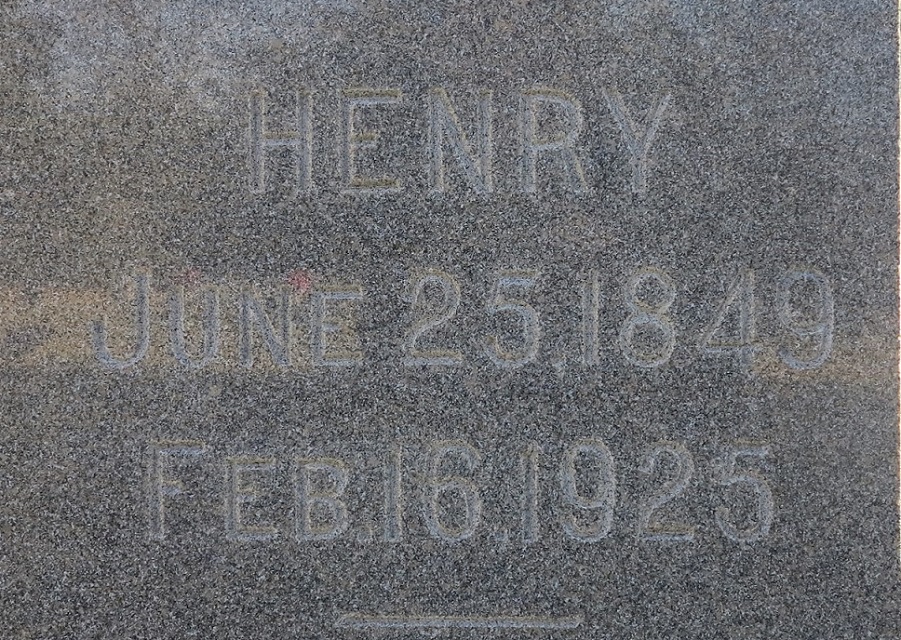 HENRY
JUNE 25, 1849
FEB. 16, 1925